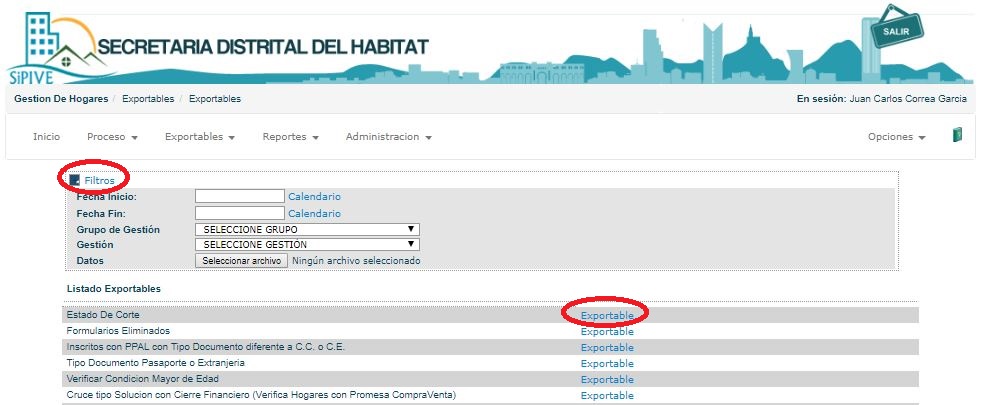 SALIR
SECRETARIA DISTRITAL DEL HABITAT
SiPIVE
Gestion De Hogares / Exportables / Exportables
En sesión: Juan Carlos Correa Garcia
Inicio Proceso Exportables Reportes Administracion Opciones
Filtros
Fecha Inicio: Calendario
Fecha Fin: Calendario
Grupo de Gestión SELECCIONE GRUPO
Gestión SELECCIONE GESTIÓN
Datos Seleccionar archivo Ningún archivo seleccionado
Listado Exportables
Estado De Corte Exportable
Formularios Eliminados Exportable
Inscritos con PPAL con Tipo Documento diferente a C.C. o C.E. Exportable
Tipo Documento Pasaporte o Extranjeria Exportable
Verificar Condicion Mayor de Edad Exportable
Cruce tipo Solucion con Cierre Financiero (Verifica Hogares con Promesa CompraVenta) Exportable